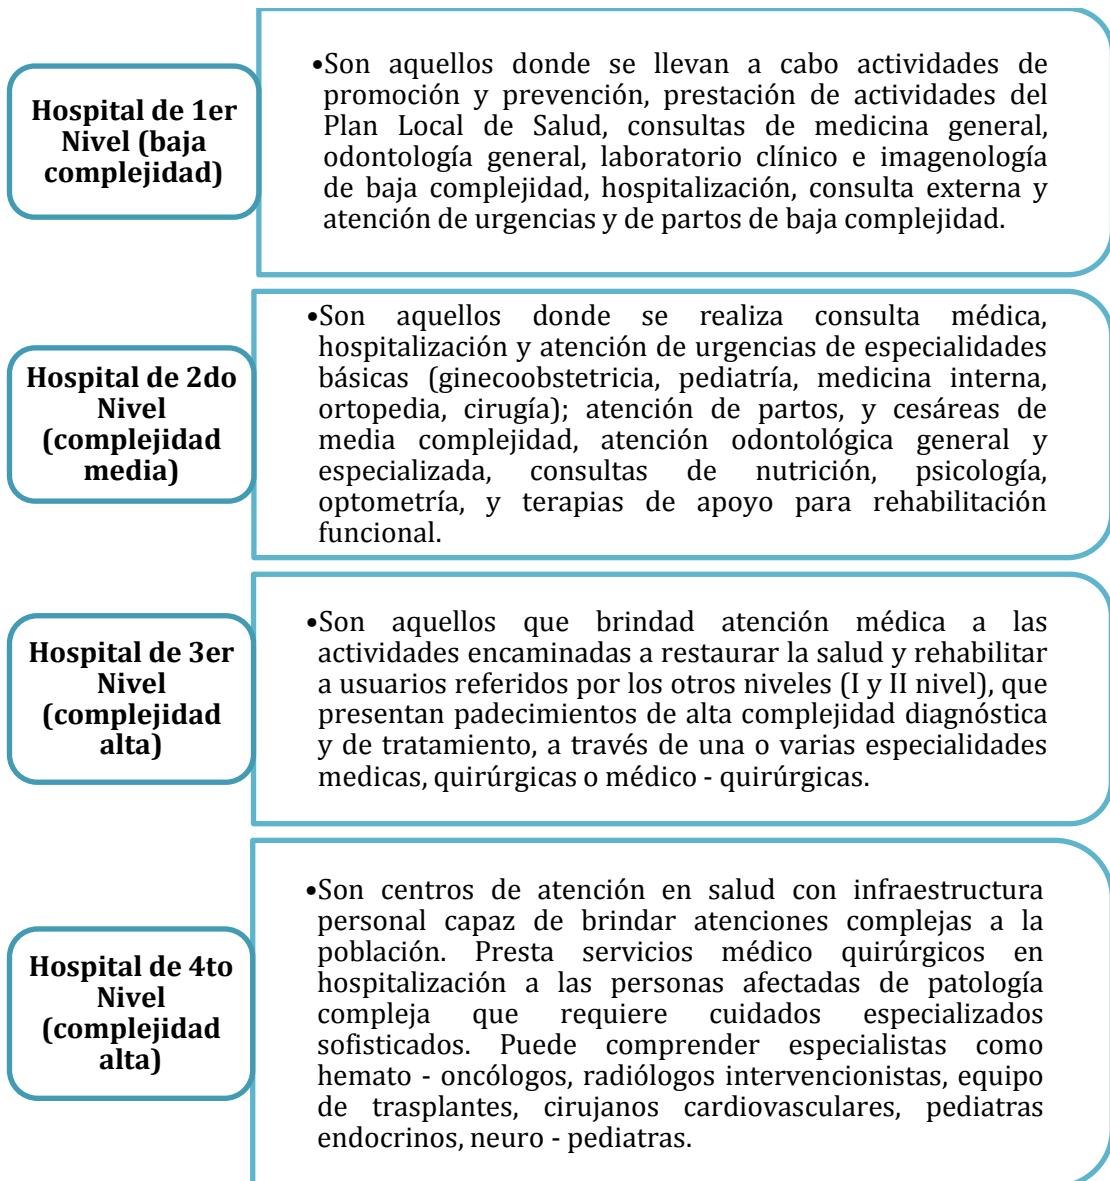 Hospital de 1er
Nivel (baja
complejidad)
•Son aquellos donde se llevan a cabo actividades de
promoción y prevención, prestación de actividades del
Plan Local de Salud, consultas de medicina general,
odontología general, laboratorio clínico e imagenología
de baja complejidad, hospitalización, consulta externa y
atención de urgencias y de partos de baja complejidad.
Hospital de 2do
Nivel
(complejidad
media)
•Son aquellos donde se realiza consulta médica,
hospitalización y atención de urgencias de especialidades
básicas (ginecoobstetricia, pediatría, medicina interna,
ortopedia, cirugía); atención de partos, y cesáreas de
media complejidad, atención odontológica general y
especializada, consultas de nutrición, psicología,
optometría, y terapias de apoyo para rehabilitación
funcional.
Hospital de 3er
Nivel
(complejidad
alta)
•Son aquellos que brindad atención médica a las
actividades encaminadas a restaurar la salud y rehabilitar
a usuarios referidos por los otros niveles (I y II nivel), que
presentan padecimientos de alta complejidad diagnóstica
y de tratamiento, a través de una o varias especialidades
medicas, quirúrgicas o médico - quirúrgicas.
Hospital de 4to
Nivel
(complejidad
alta)
•Son centros de atención en salud con infraestructura
personal capaz de brindar atenciones complejas a la
población. Presta servicios médico quirúrgicos en
hospitalización a las personas afectadas de patología
compleja que requiere cuidados especializados
sofisticados. Puede comprender especialistas como
hemato - oncólogos, radiólogos intervencionistas, equipo
de trasplantes, cirujanos cardiovasculares, pediatras
endocrinos, neuro - pediatras.